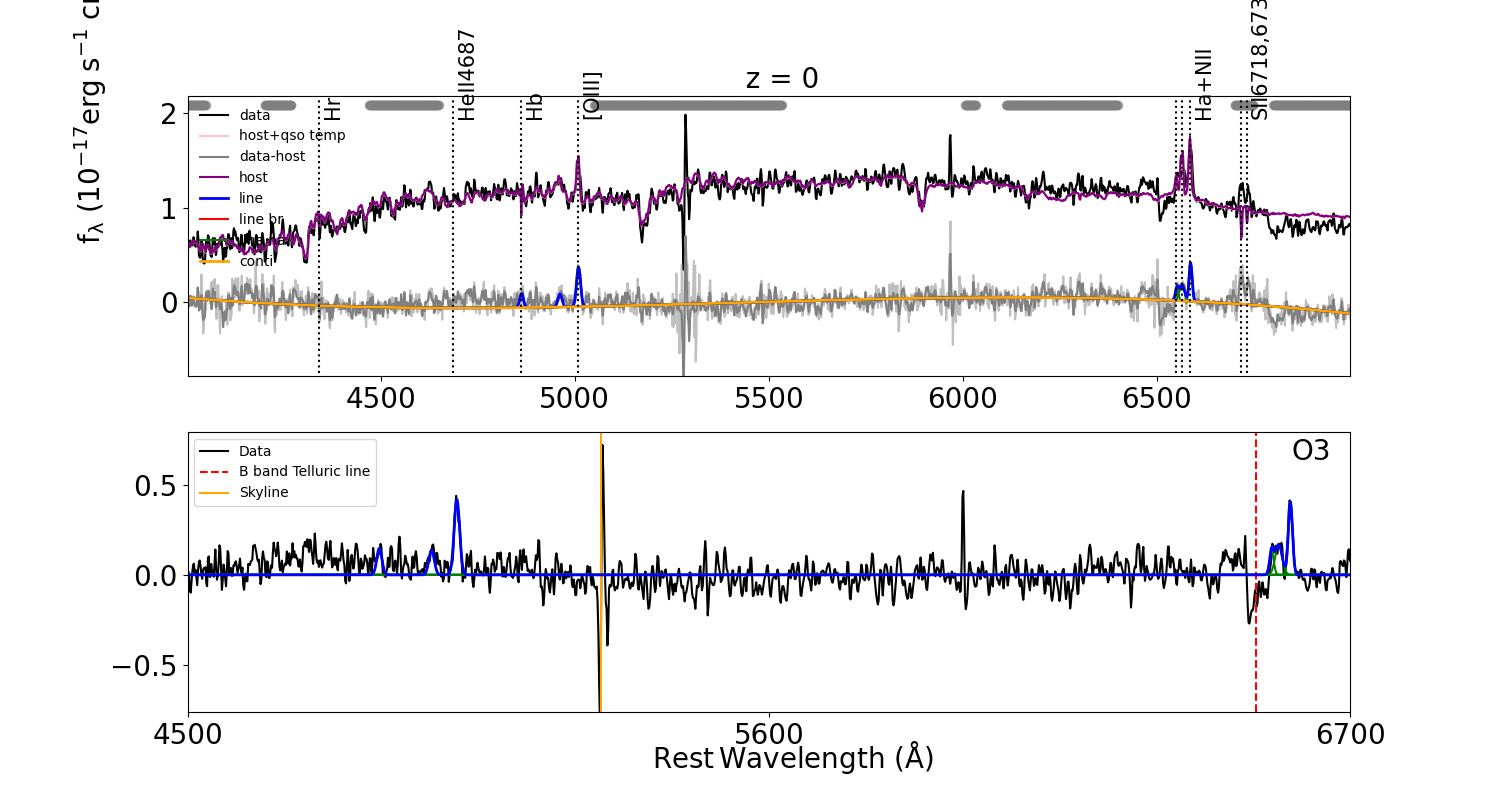 z = 0
f_λ (10^−17 erg s^−1 c
Hr
HeII4687
Hb
[OIII]
Ha+NII
SII6718,673
2
1
0
data
host+qso temp
data-host
host
line
line br
conti
4500 5000 5500 6000 6500
0.5
0.0
−0.5
Data
B band Telluric line
Skyline
O3
4500 5600 6700
Rest Wavelength (Å)